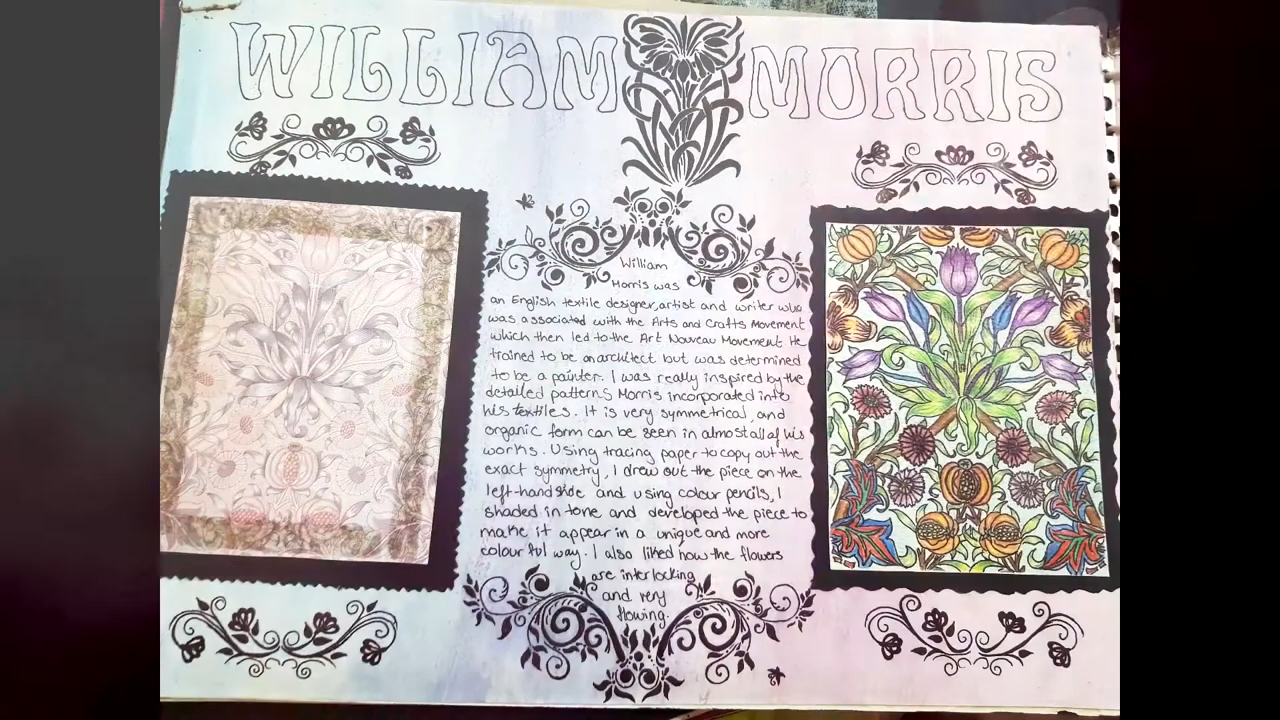 WILLIAM MORRIS
William
Morris was
an English textile designer, artist and writer who
was associated with the Arts and Crafts Movement
which then led to the Art Nouveau Movement. He
trained to be an architect but was determined
to be a painter. I was really inspired by the
detailed patterns Morris incorporated into
his textiles. It is very symmetrical, and
organic form can be seen in almost all of his
works. Using tracing paper to copy out the
exact symmetry, I drew out the piece on the
left-hand side and using colour pencils, I
shaded in tone and developed the piece to
make it appear in a unique and more
colourful way. I also liked how the flowers
are interlocking
and very
flowing.